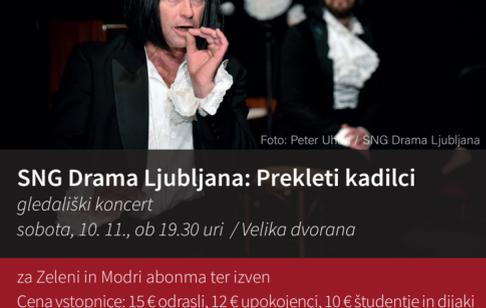 Foto: Peter Uhan / SNG Drama Ljubljana
SNG Drama Ljubljana: Prekleti kadilci
gledališki koncert
sobota, 10. 11., ob 19.30 uri / Velika dvorana
za Zeleni in Modri abonma ter izven
Cena vstopnice: 15 € odrasli, 12 € upokojenci, 10 € študentje in dijaki